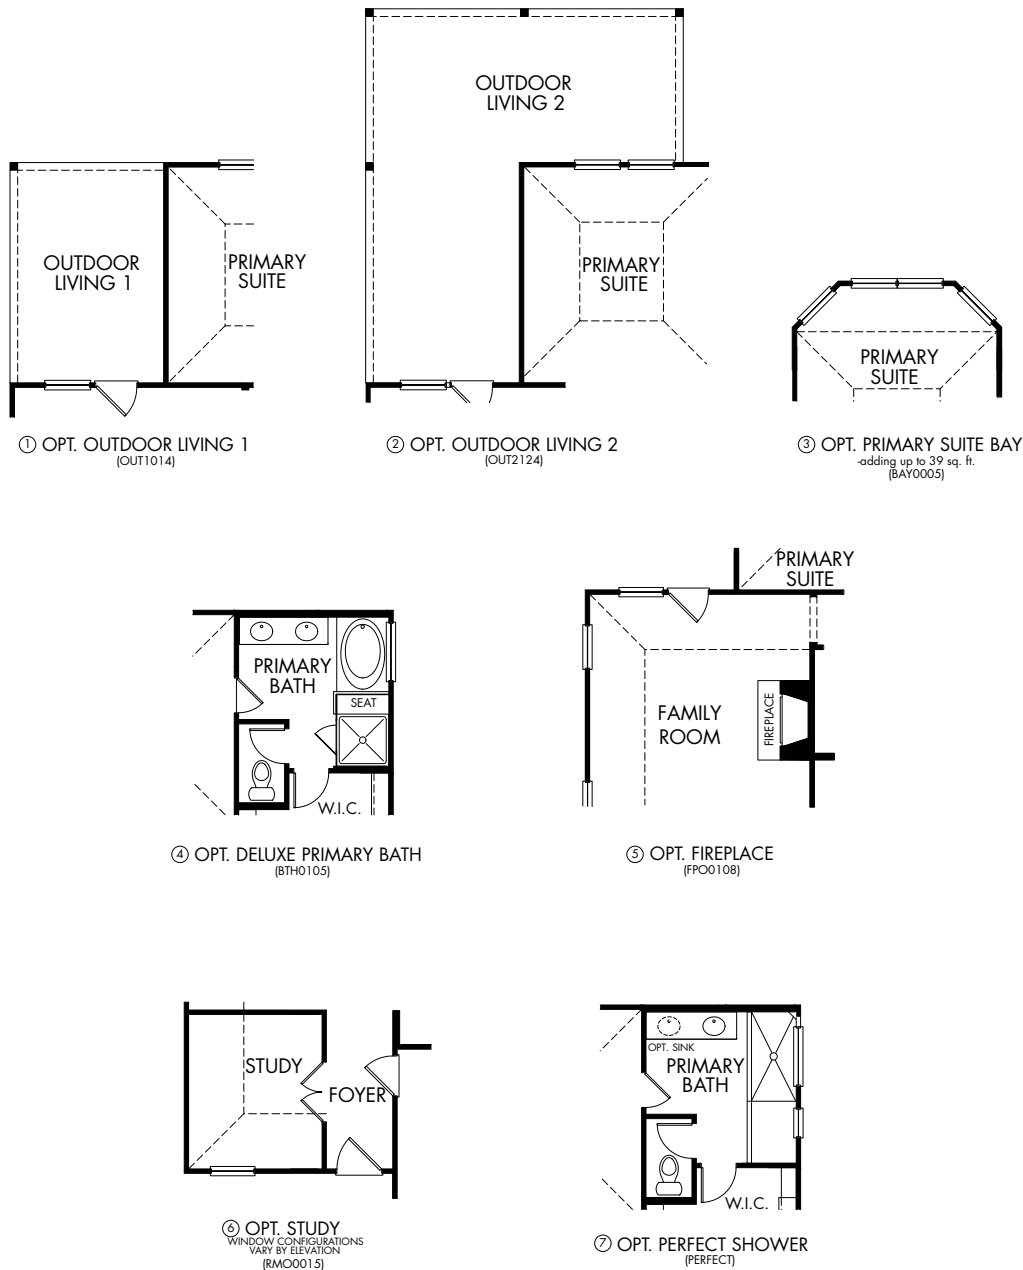 OUTDOOR
LIVING 1
PRIMARY
SUITE
① OPT. OUTDOOR LIVING 1
(OUT1014)
OUTDOOR
LIVING 2
PRIMARY
SUITE
② OPT. OUTDOOR LIVING 2
(OUT2124)
PRIMARY
SUITE
③ OPT. PRIMARY SUITE BAY
-adding up to 39 sq. ft.
(BAY0005)
PRIMARY
BATH
SEAT
W.I.C.
④ OPT. DELUXE PRIMARY BATH
(BTH0105)
PRIMARY
SUITE
FAMILY
ROOM
FIREPLACE
⑤ OPT. FIREPLACE
(FPO0108)
STUDY
FOYER
⑥ OPT. STUDY
WINDOW CONFIGURATIONS
VARY BY ELEVATION
(RMO0015)
OPT. SINK
PRIMARY
BATH
W.I.C.
⑦ OPT. PERFECT SHOWER
(PERFECT)